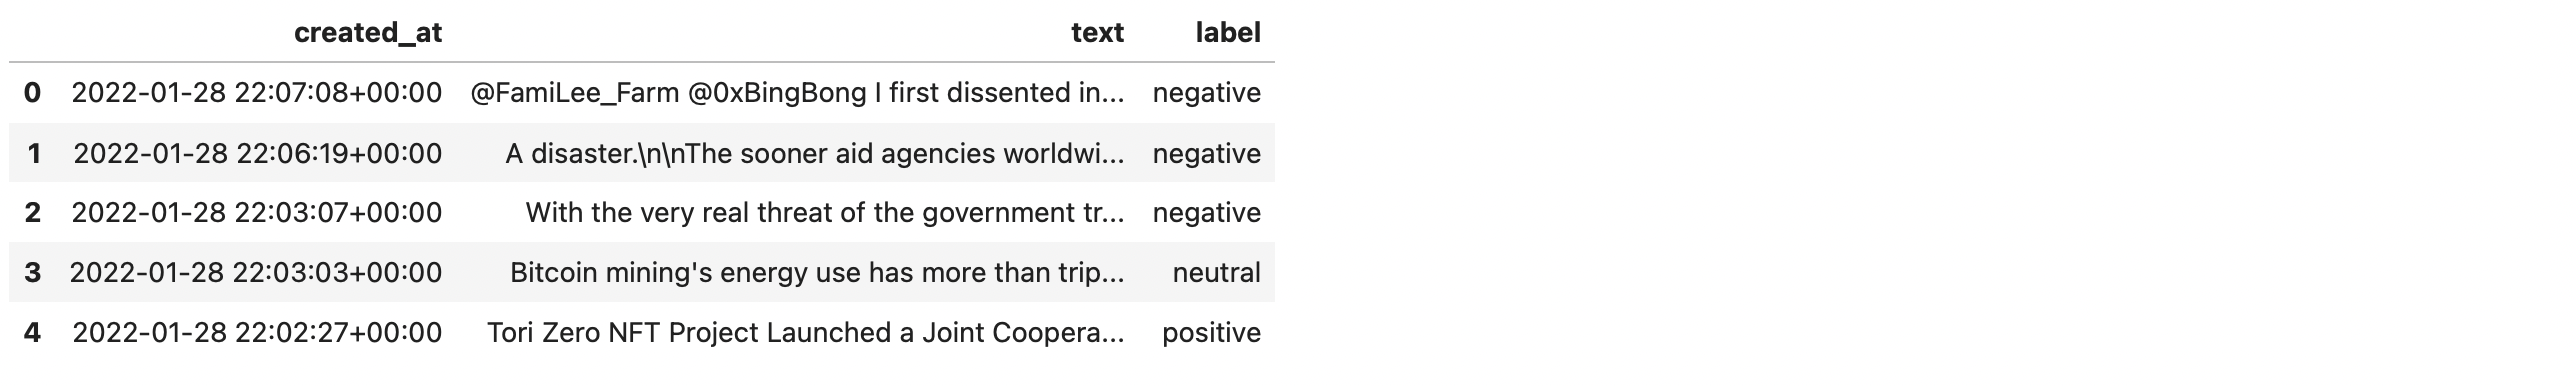 created_at text label
0 2022-01-28 22:07:08+00:00 @FamiLee_Farm @0xBingBong I first dissented in... negative
1 2022-01-28 22:06:19+00:00 A disaster.\n\nThe sooner aid agencies worldwi... negative
2 2022-01-28 22:03:07+00:00 With the very real threat of the government tr... negative
3 2022-01-28 22:03:03+00:00 Bitcoin mining's energy use has more than trip... neutral
4 2022-01-28 22:02:27+00:00 Tori Zero NFT Project Launched a Joint Coopera... positive